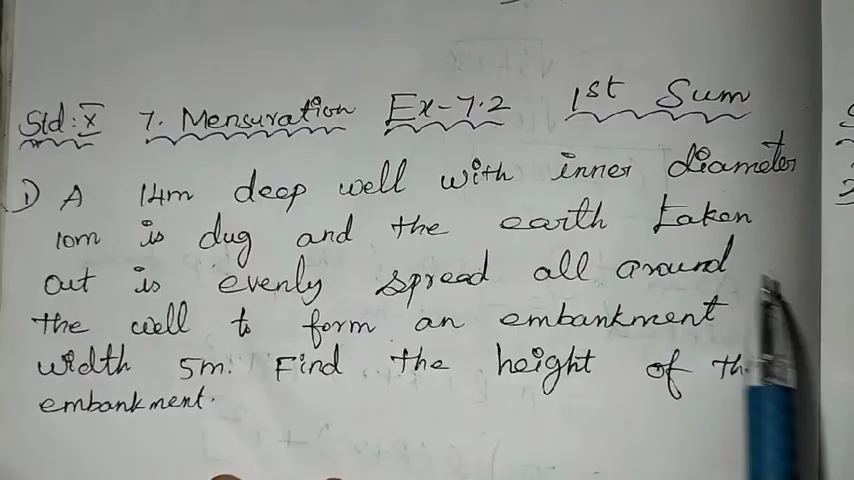 Std: X 7. Mensuration Ex-7.2 1st Sum
1) A 14m deep well with inner diameter
10m is dug and the earth taken
out is evenly spread all around
the well to form an embankment
width 5m. Find the height of
embankment.